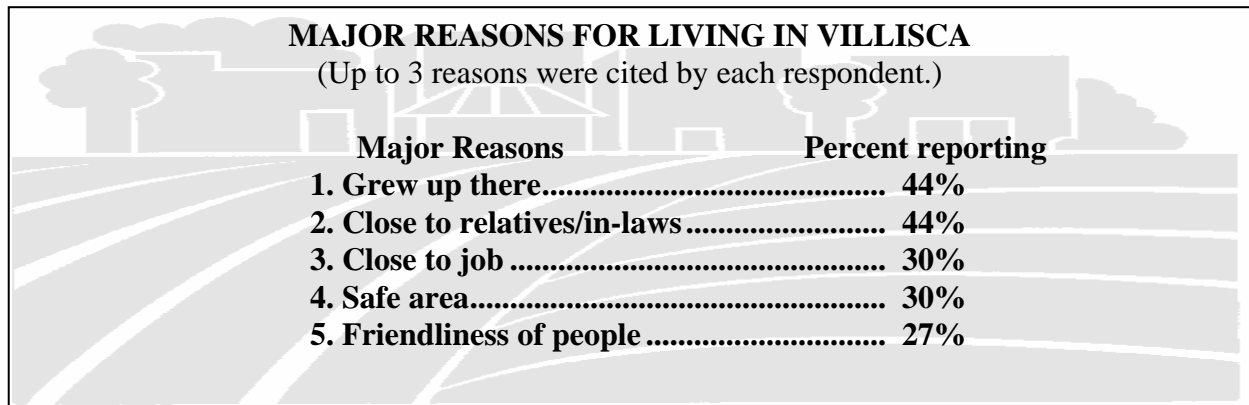 MAJOR REASONS FOR LIVING IN VILLISCA
(Up to 3 reasons were cited by each respondent.)
Major Reasons Percent reporting
1. Grew up there............................................. 44%
2. Close to relatives/in-laws.......................... 44%
3. Close to job ................................................. 30%
4. Safe area...................................................... 30%
5. Friendliness of people ............................... 27%